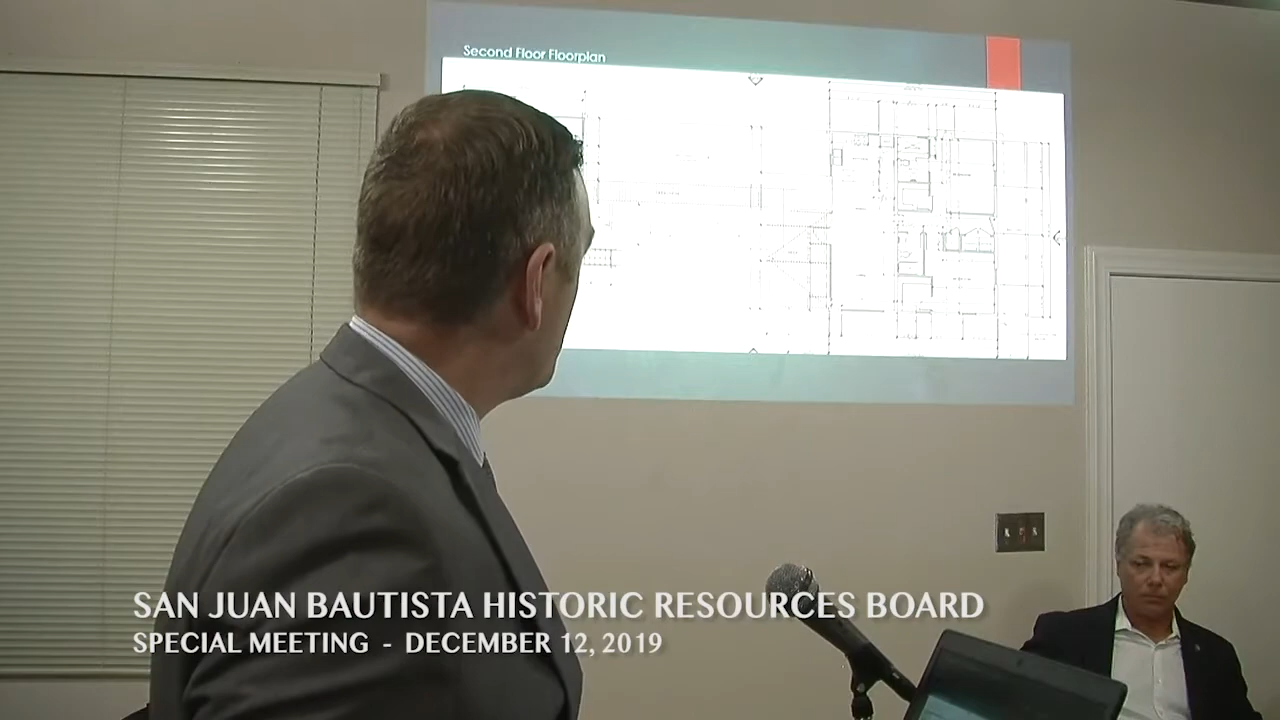 Second Floor Floorplan
SAN JUAN BAUTISTA HISTORIC RESOURCES BOARD
SPECIAL MEETING - DECEMBER 12, 2019